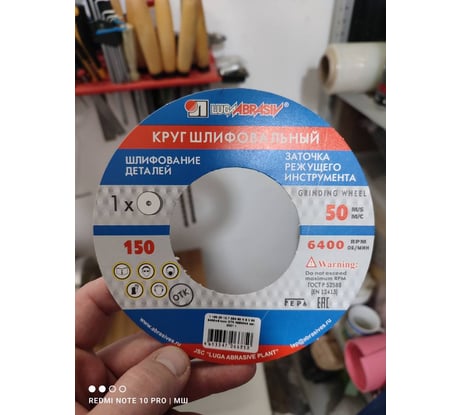 LUGAABRASIV®
КРУГ ШЛИФОВАЛЬНЫЙ
ШЛИФОВАНИЕ
ДЕТАЛЕЙ
ЗАТОЧКА
РЕЖУЩЕГО
ИНСТРУМЕНТА
GRINDING WHEEL
1 x
50 M/S
М/С
150
6400 RPM
ОБ/МИН
Warning:
Do not exceed
maximum RPM
ГОСТ Р 52588
[EN 12413]
ОТК
FEPA
EAC
www.abrasives.ru
JSC "LUGA ABRASIVE PLANT"
REDMI NOTE 10 PRO | МШ